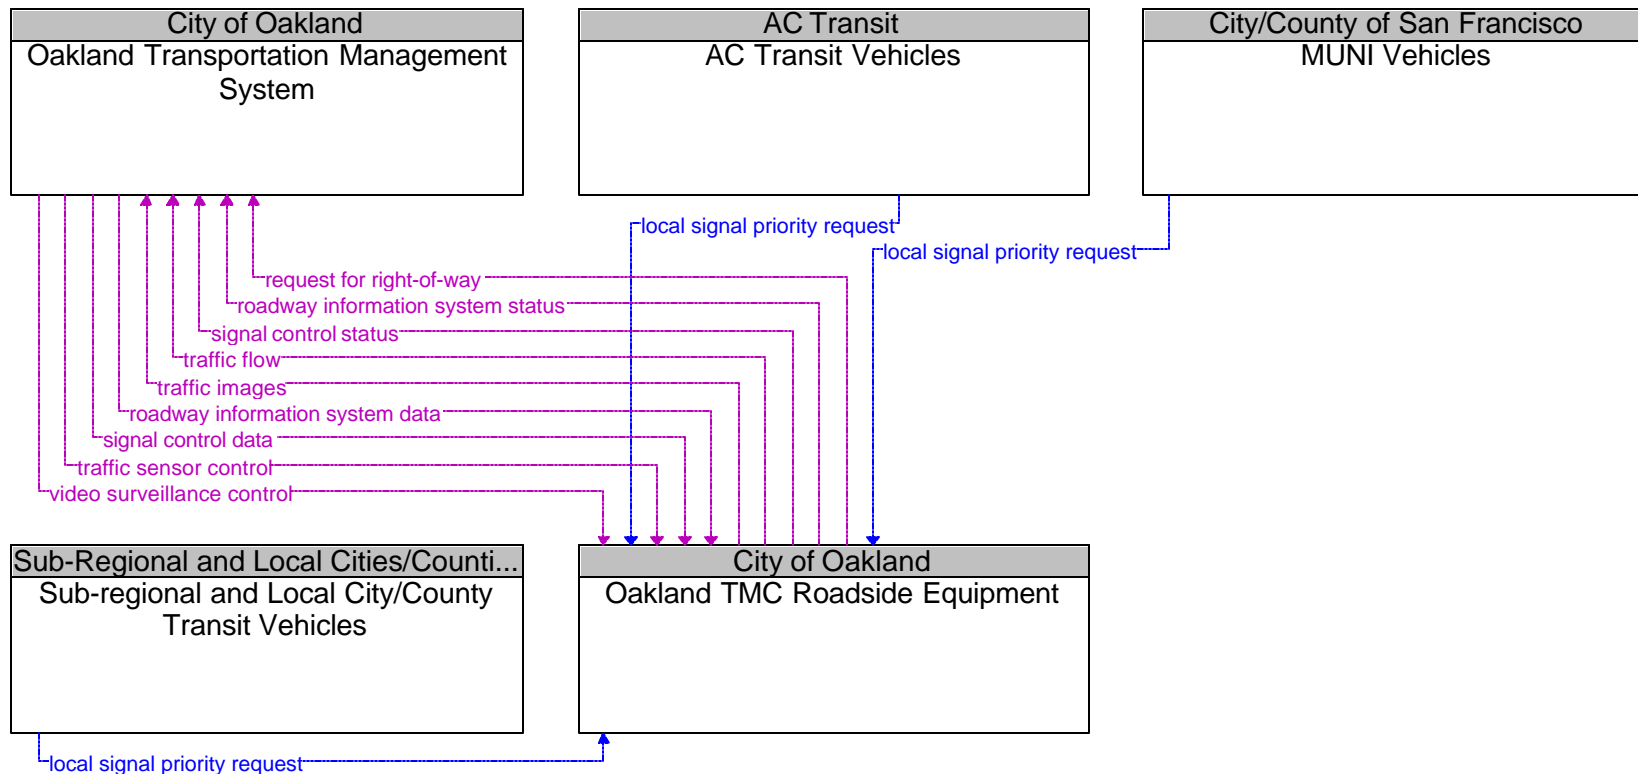 City of Oakland
Oakland Transportation Management
System
AC Transit
AC Transit Vehicles
City/County of San Francisco
MUNI Vehicles
local signal priority request
local signal priority request
request for right-of-way
roadway information system status
signal control status
traffic flow
traffic images
roadway information system data
signal control data
traffic sensor control
video surveillance control
Sub-Regional and Local Cities/Counti...
Sub-regional and Local City/County
Transit Vehicles
City of Oakland
Oakland TMC Roadside Equipment
local signal priority request